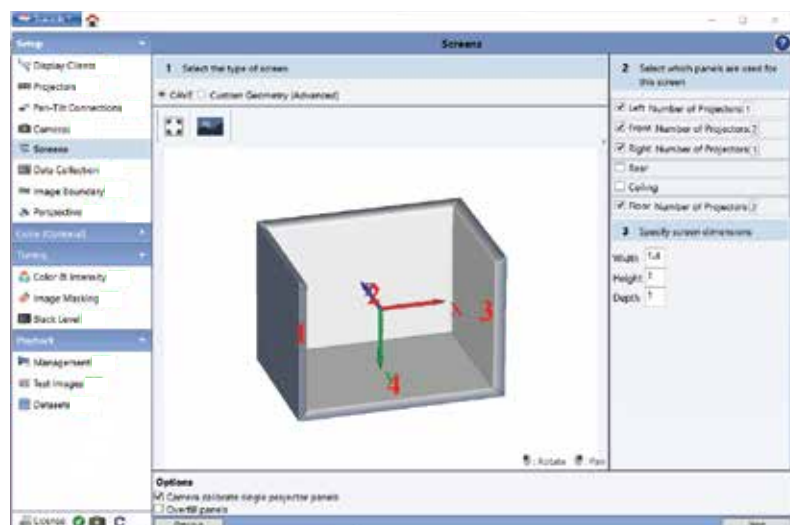 Setup
Screens
Display Clients
Projectors
Pan-Tilt Connections
Cameras
Screens
Data Collection
Image Boundary
Perspective
Color (Optional)
Tuning
Color & Intensity
Image Masking
Black Level
Playback
Management
Test Images
Datasets
License
1 Select the type of screen
CAVE Custom Geometry (Advanced)
1
2
3
4
X
Y
: Rotate : Pan
Options
Camera calibrate single projector panels
Overfill panels
2 Select which panels are used for
this screen
Left Number of Projectors: 1
Front Number of Projectors: 2
Right Number of Projectors: 1
Rear
Ceiling
Floor Number of Projectors: 2
3 Specify screen dimensions
Width
Height 1
Depth 1